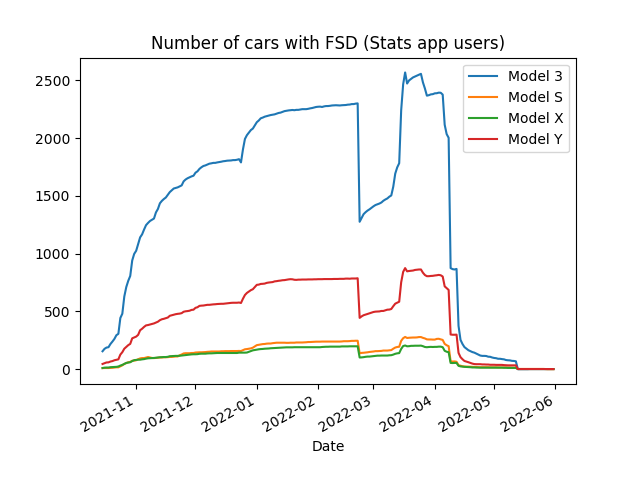 Number of cars with FSD (Stats app users)
Model 3
Model S
Model X
Model Y
2500
2000
1500
1000
500
0
2021-11
2021-12
2022-01
2022-02
2022-03
2022-04
2022-05
2022-06
Date